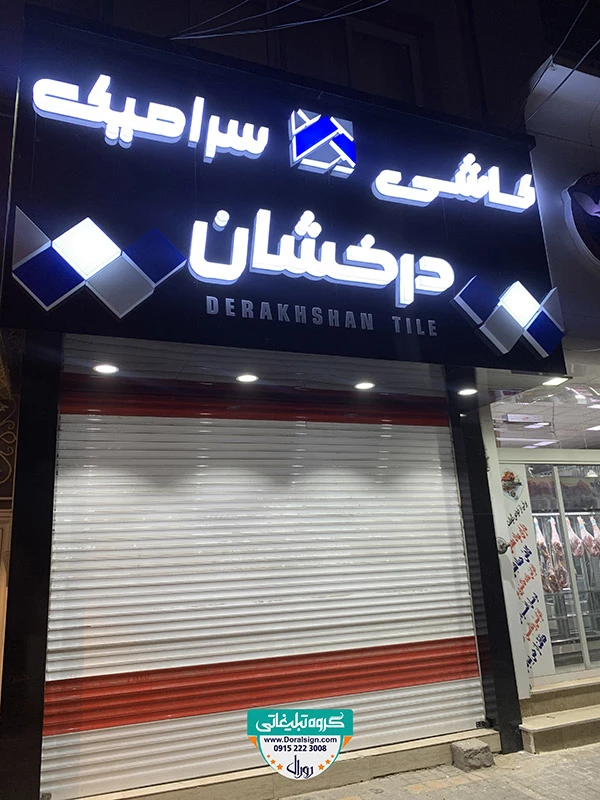 کاشی سرامیک
درخشان
DERAKHSHAN TILE
گروه تبلیغاتی
www.Doralsign.com
0915 222 3008
دورال